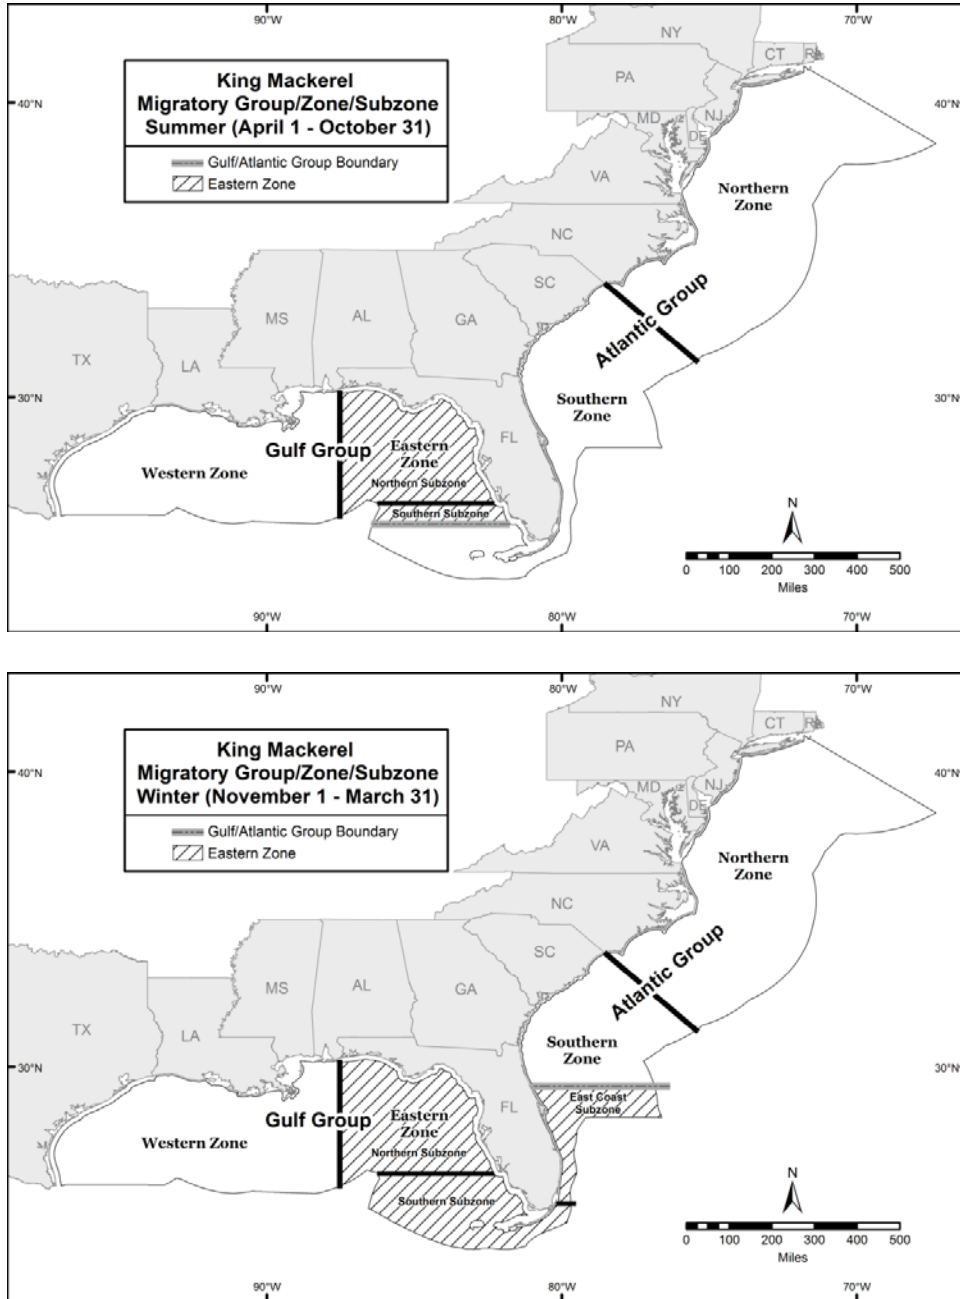 90°W
80°W
70°W
NY
CT
R
PA
King Mackerel
Migratory Group/Zone/Subzone
Summer (April 1 - October 31)
Gulf/Atlantic Group Boundary
Eastern Zone
40°N
40°N
NJ
MD
DE
VA
Northern
Zone
NC
SC
Atlantic Group
MS
AL
GA
TX
LA
30°N
30°N
Southern
Zone
FL
Gulf Group
Eastern
Zone
Western Zone
Northern Subzone
Southern Subzone
N
0 100 200 300 400 500
Miles
90°W
80°W
70°W
90°W
80°W
70°W
NY
CT
R
PA
King Mackerel
Migratory Group/Zone/Subzone
Winter (November 1 - March 31)
Gulf/Atlantic Group Boundary
Eastern Zone
40°N
40°N
NJ
MD
DE
VA
Northern
Zone
NC
SC
Atlantic Group
MS
AL
GA
TX
LA
Southern
Zone
30°N
30°N
East Coast
Subzone
FL
Gulf Group
Eastern
Zone
Western Zone
Northern Subzone
Southern Subzone
N
0 100 200 300 400 500
Miles
90°W
80°W
70°W